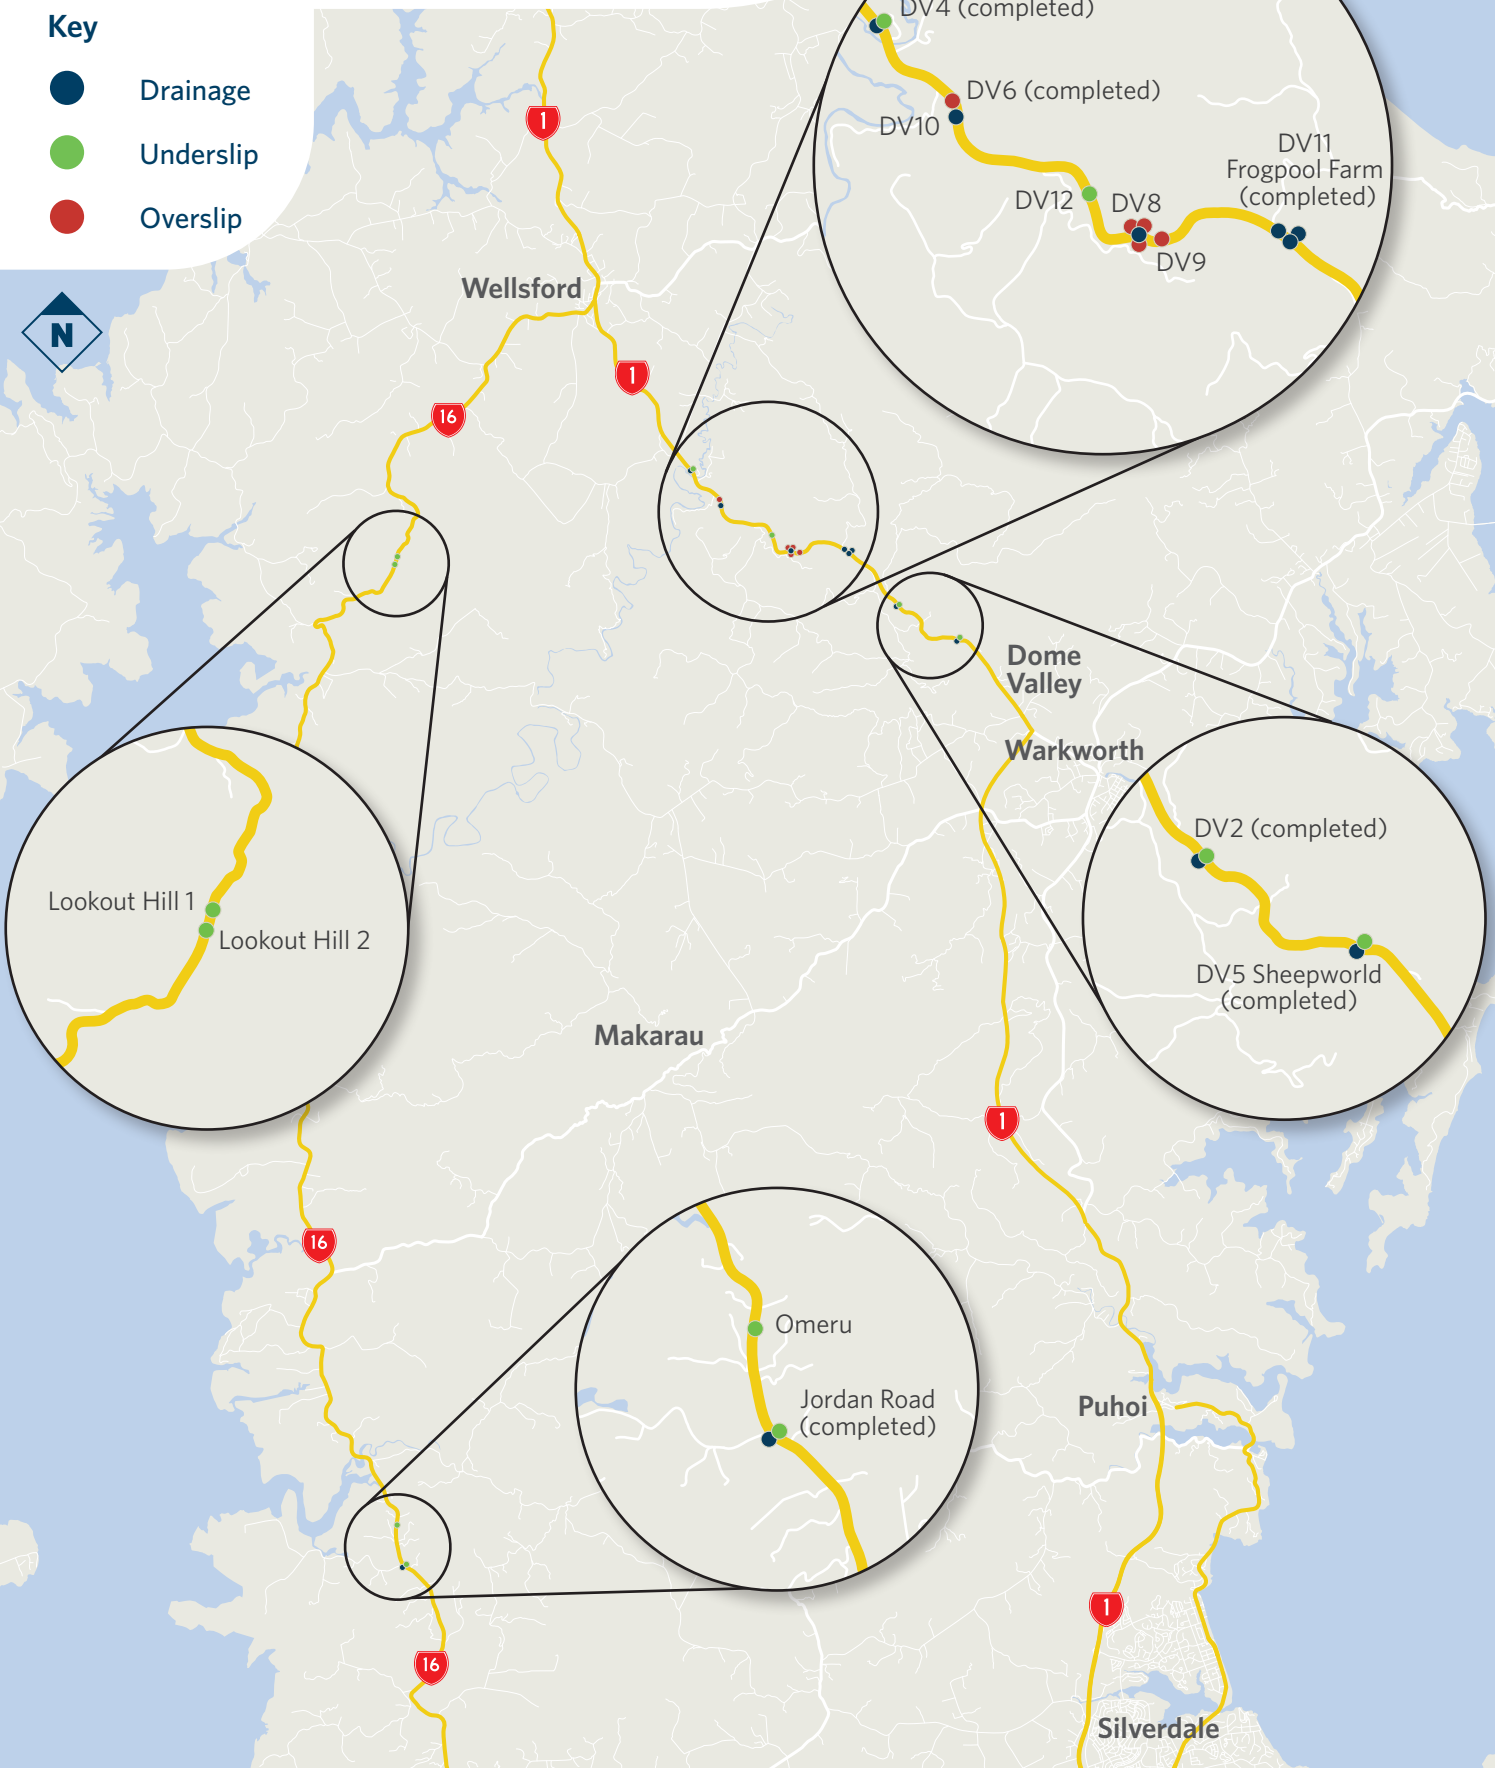 Key
Drainage
Underslip
Overslip
N
DV4 (completed)
DV6 (completed)
DV10
DV11
Frogpool Farm
(completed)
DV12
DV8
DV9
1
Wellsford
1
16
Dome
Valley
Warkworth
DV2 (completed)
DV5 Sheepworld
(completed)
Lookout Hill 1
Lookout Hill 2
Makarau
1
16
Omeru
Jordan Road
(completed)
Puhoi
1
16
Silverdale